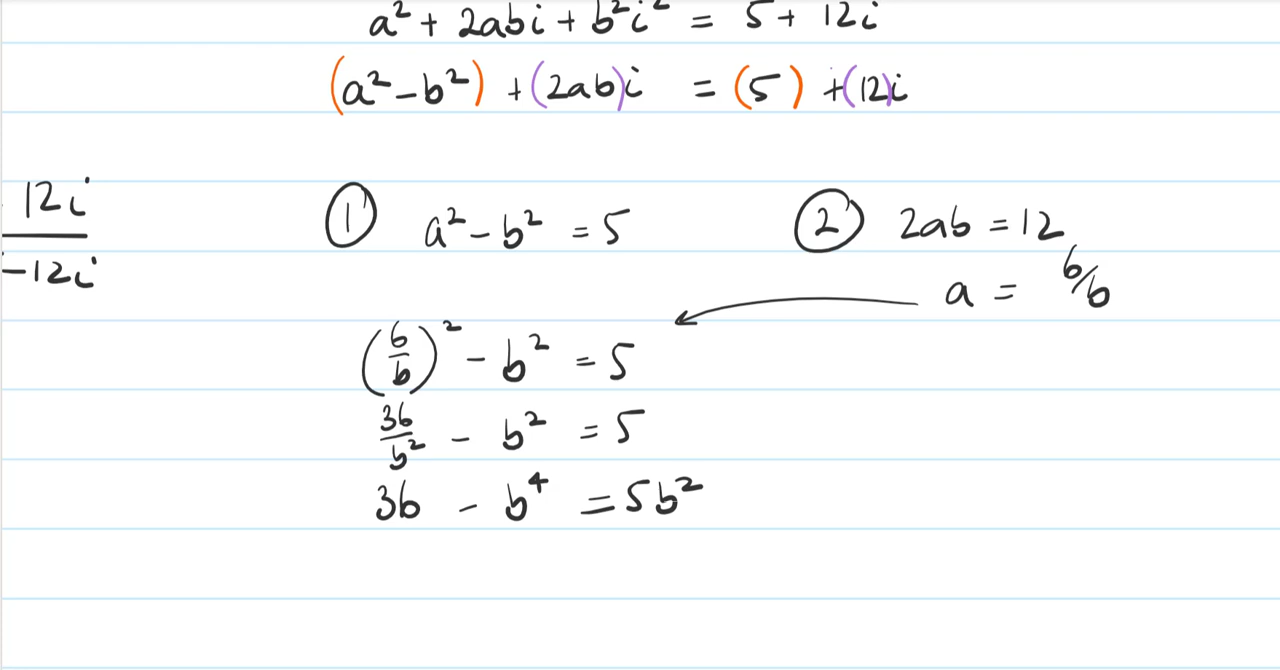 a² + 2abi + b²i² = 5 + 12i
(a² – b²) + (2ab)i = (5) + (12)i
12i
–12i
① a² – b² = 5
② 2ab = 12
a = 6/b
(6/b)² – b² = 5
36/b² – b² = 5
36 – b⁴ = 5b²